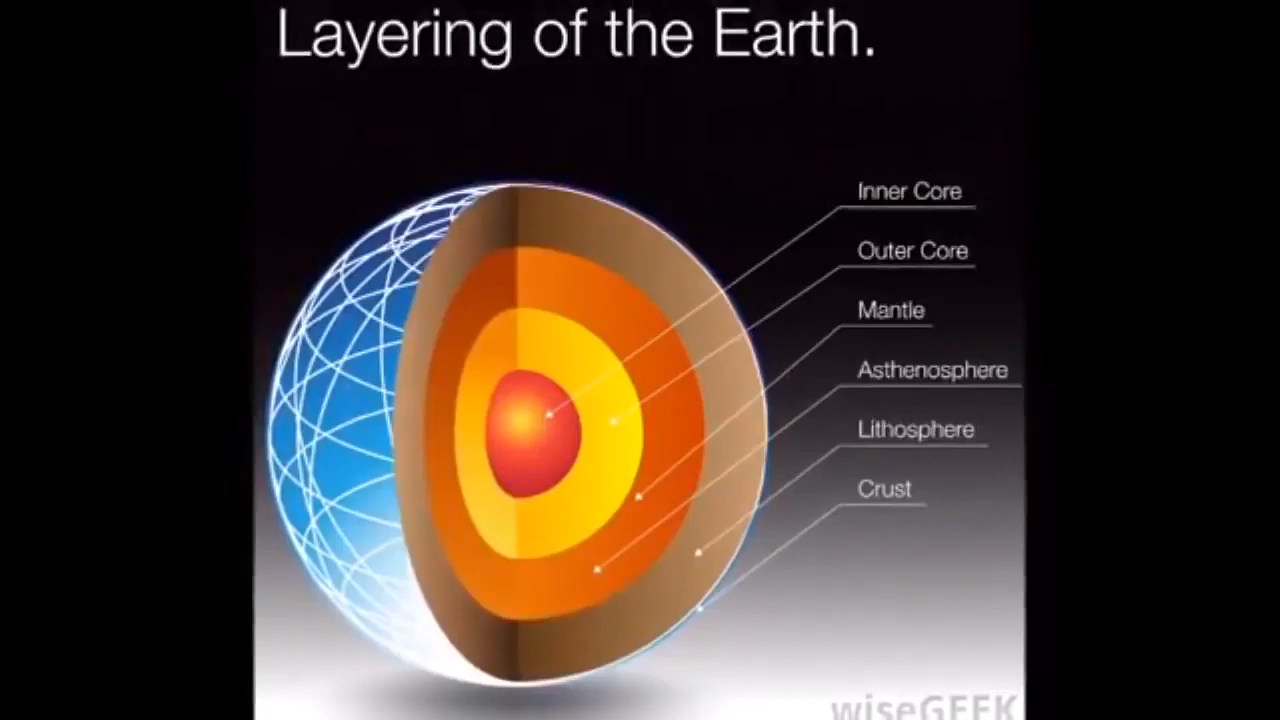 Layering of the Earth.
Inner Core
Outer Core
Mantle
Asthenosphere
Lithosphere
Crust
wiseGEEK